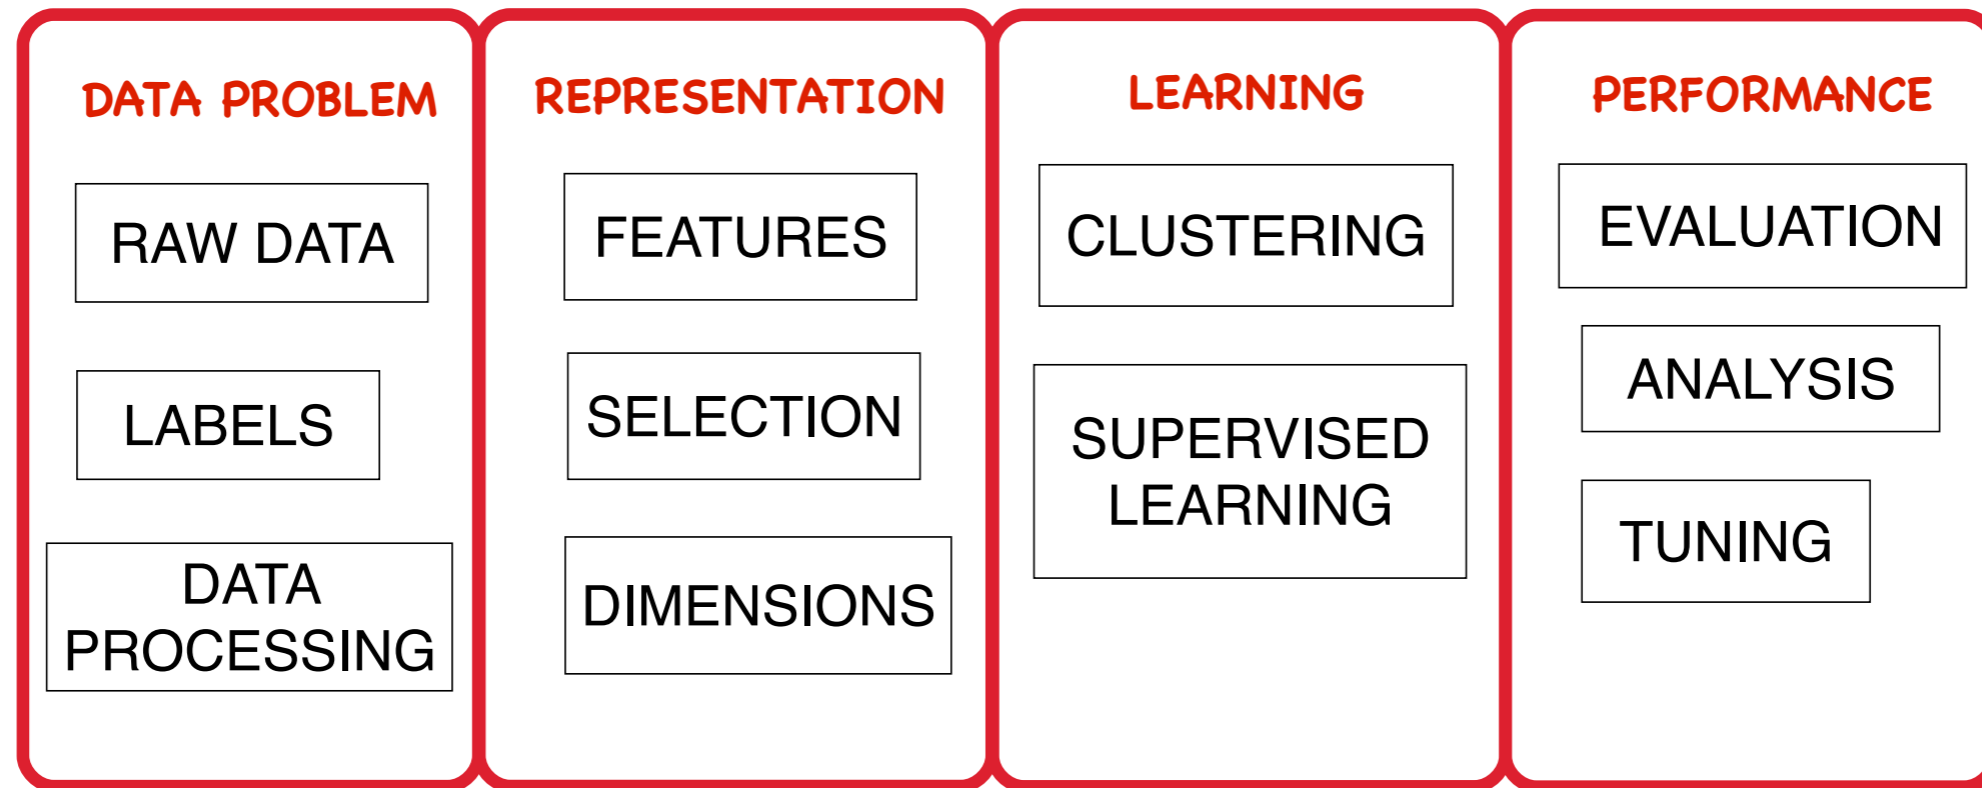 DATA PROBLEM
RAW DATA
LABELS
DATA
PROCESSING
REPRESENTATION
FEATURES
SELECTION
DIMENSIONS
LEARNING
CLUSTERING
SUPERVISED
LEARNING
PERFORMANCE
EVALUATION
ANALYSIS
TUNING